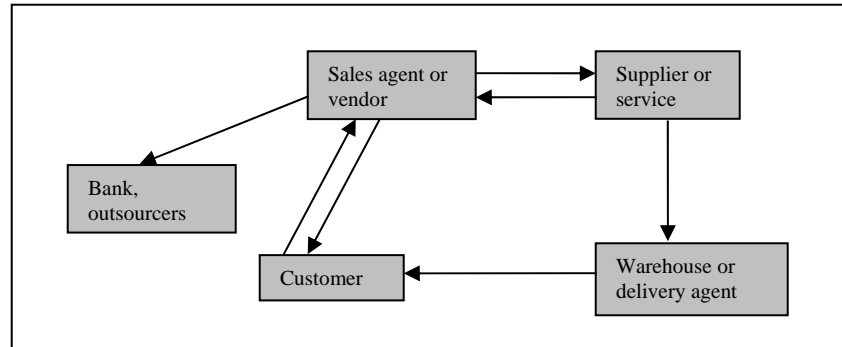 Sales agent or
vendor
Supplier or
service
Bank,
outsourcers
Customer
Warehouse or
delivery agent